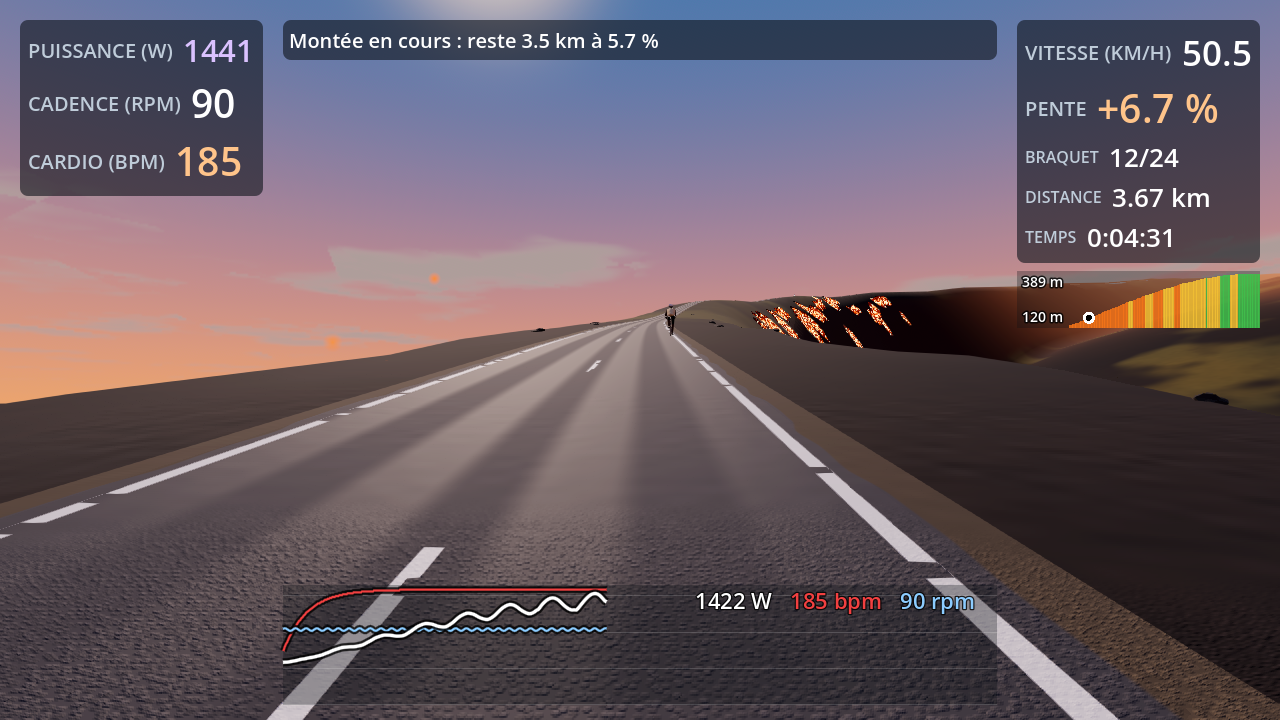 PUISSANCE (W) 1441
CADENCE (RPM) 90
CARDIO (BPM) 185
Montée en cours : reste 3.5 km à 5.7 %
VITESSE (KM/H) 50.5
PENTE +6.7 %
BRAQUET 12/24
DISTANCE 3.67 km
TEMPS 0:04:31
389 m
120 m
1422 W 185 bpm 90 rpm